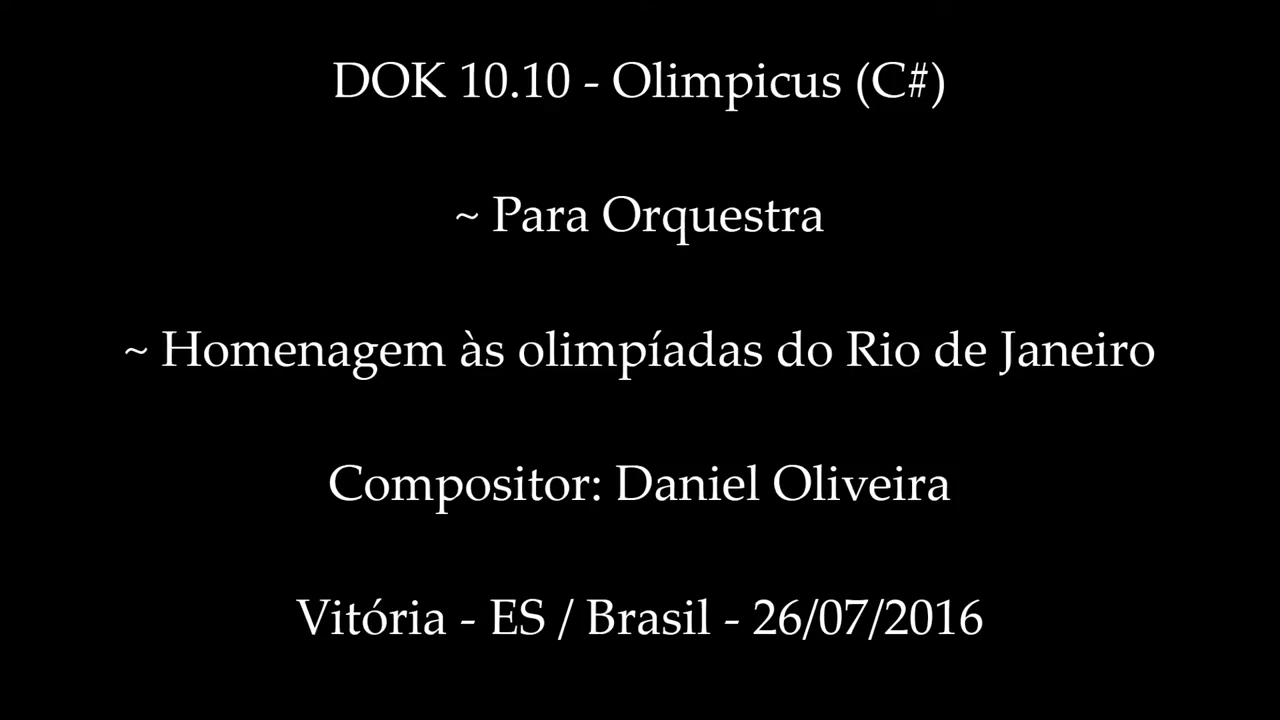 DOK 10.10 - Olimpicus (C#)
~ Para Orquestra
~ Homenagem às olimpíadas do Rio de Janeiro
Compositor: Daniel Oliveira
Vitória - ES / Brasil - 26/07/2016